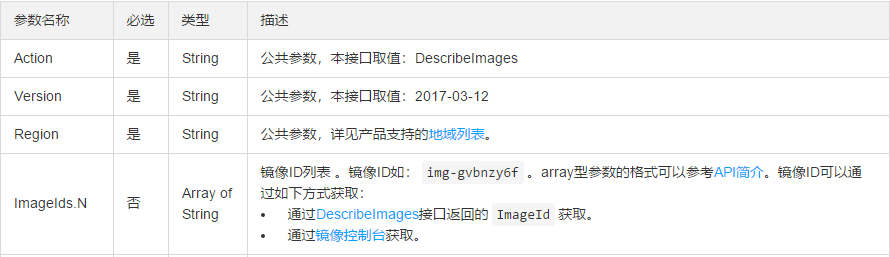 参数名称 必选 类型 描述
Action 是 String 公共参数，本接口取值：DescribeImages
Version 是 String 公共参数，本接口取值：2017-03-12
Region 是 String 公共参数，详见产品支持的地域列表。
ImageIds.N 否 Array of String 镜像ID列表 。镜像ID如： img-gvbnzy6f 。array型参数的格式可以参考API简介。镜像ID可以通
过如下方式获取：
• 通过DescribeImages接口返回的 ImageId 获取。
• 通过镜像控制台获取。